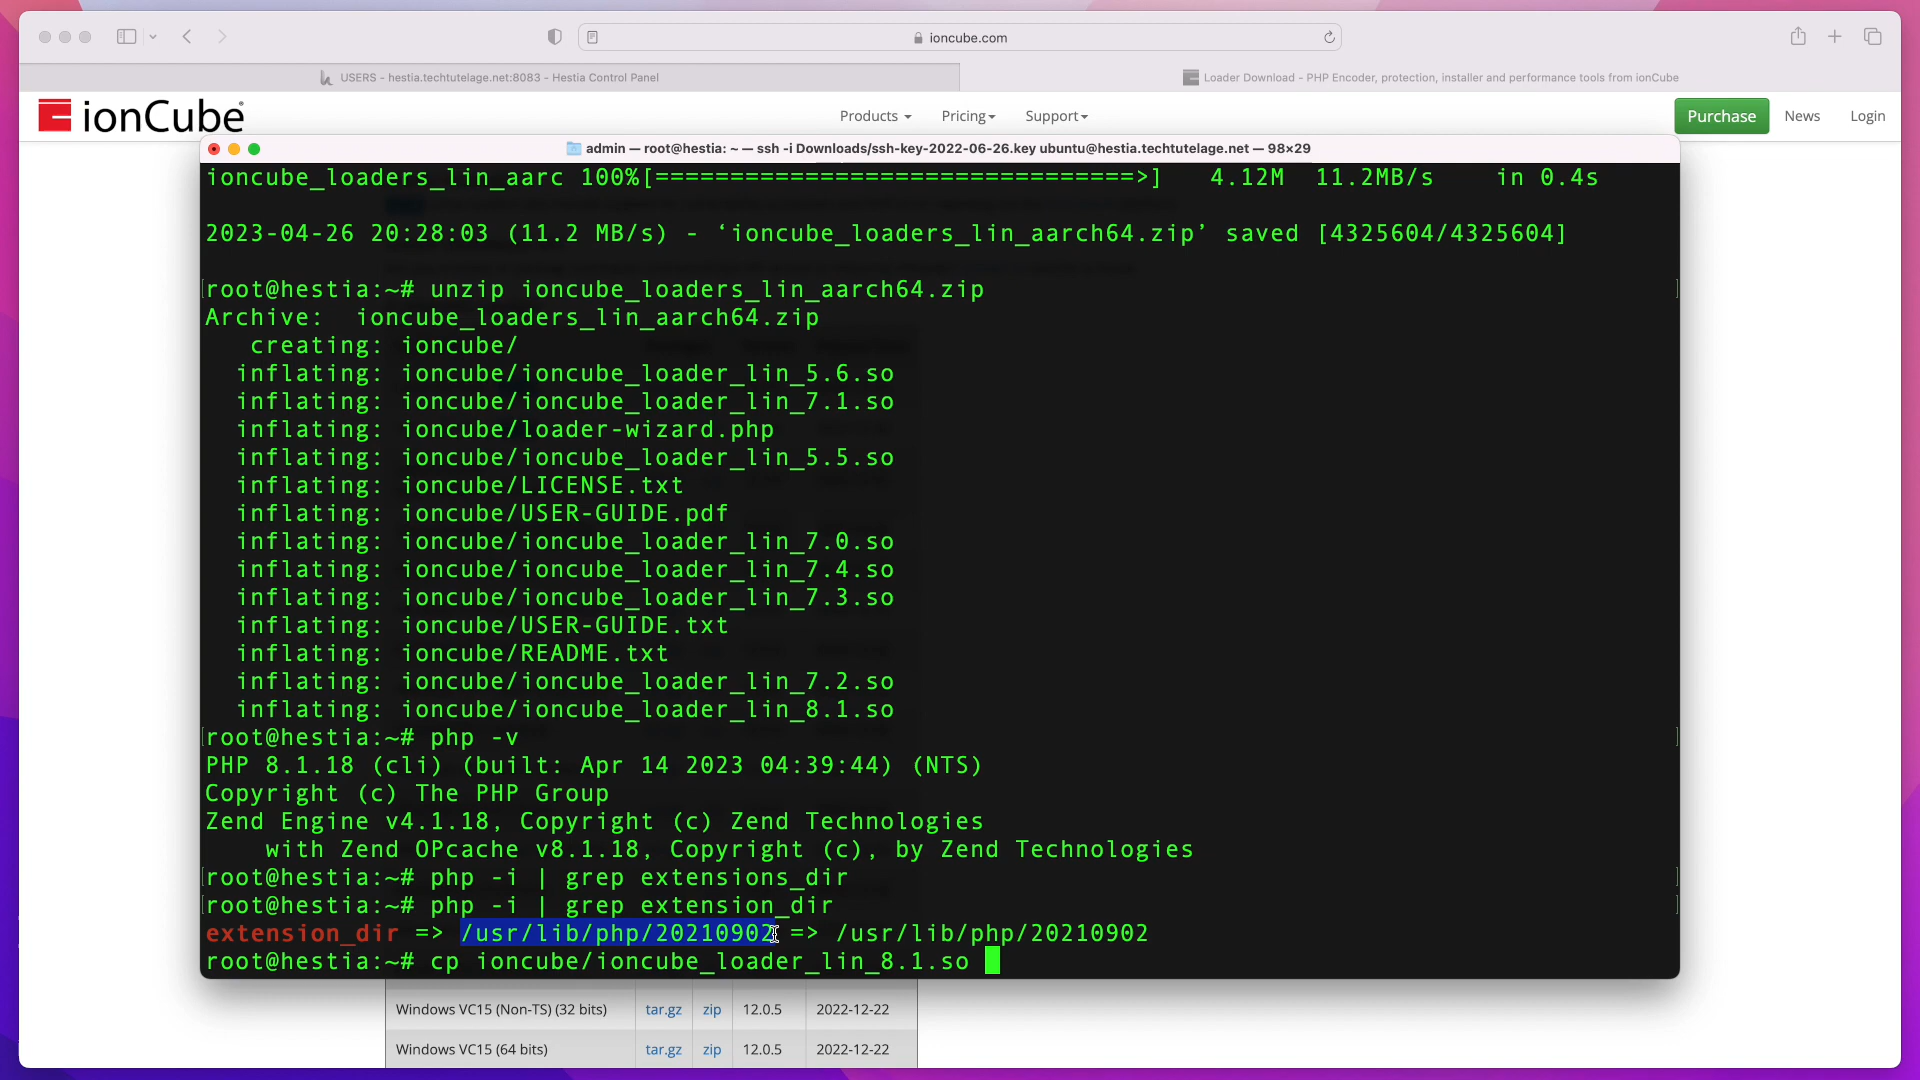 ioncube.com
USERS - hestia.techtutelage.net:8083 - Hestia Control Panel
Loader Download - PHP Encoder, protection, installer and performance tools from ionCube
ionCube
Products
Pricing
Support
Purchase
News
Login
admin — root@hestia: ~ — ssh -i Downloads/ssh-key-2022-06-26.key ubuntu@hestia.techtutelage.net — 98×29
ioncube_loaders_lin_aarc 100%[================================>] 4.12M 11.2MB/s in 0.4s
2023-04-26 20:28:03 (11.2 MB/s) - ‘ioncube_loaders_lin_aarch64.zip’ saved [4325604/4325604]
root@hestia:~# unzip ioncube_loaders_lin_aarch64.zip
Archive: ioncube_loaders_lin_aarch64.zip
creating: ioncube/
inflating: ioncube/ioncube_loader_lin_5.6.so
inflating: ioncube/ioncube_loader_lin_7.1.so
inflating: ioncube/loader-wizard.php
inflating: ioncube/ioncube_loader_lin_5.5.so
inflating: ioncube/LICENSE.txt
inflating: ioncube/USER-GUIDE.pdf
inflating: ioncube/ioncube_loader_lin_7.0.so
inflating: ioncube/ioncube_loader_lin_7.4.so
inflating: ioncube/ioncube_loader_lin_7.3.so
inflating: ioncube/USER-GUIDE.txt
inflating: ioncube/README.txt
inflating: ioncube/ioncube_loader_lin_7.2.so
inflating: ioncube/ioncube_loader_lin_8.1.so
root@hestia:~# php -v
PHP 8.1.18 (cli) (built: Apr 14 2023 04:39:44) (NTS)
Copyright (c) The PHP Group
Zend Engine v4.1.18, Copyright (c) Zend Technologies
with Zend OPcache v8.1.18, Copyright (c), by Zend Technologies
root@hestia:~# php -i | grep extensions_dir
root@hestia:~# php -i | grep extension_dir
extension_dir => /usr/lib/php/20210902 => /usr/lib/php/20210902
root@hestia:~# cp ioncube/ioncube_loader_lin_8.1.so
Windows VC15 (Non-TS) (32 bits) tar.gz zip 12.0.5 2022-12-22
Windows VC15 (64 bits) tar.gz zip 12.0.5 2022-12-22